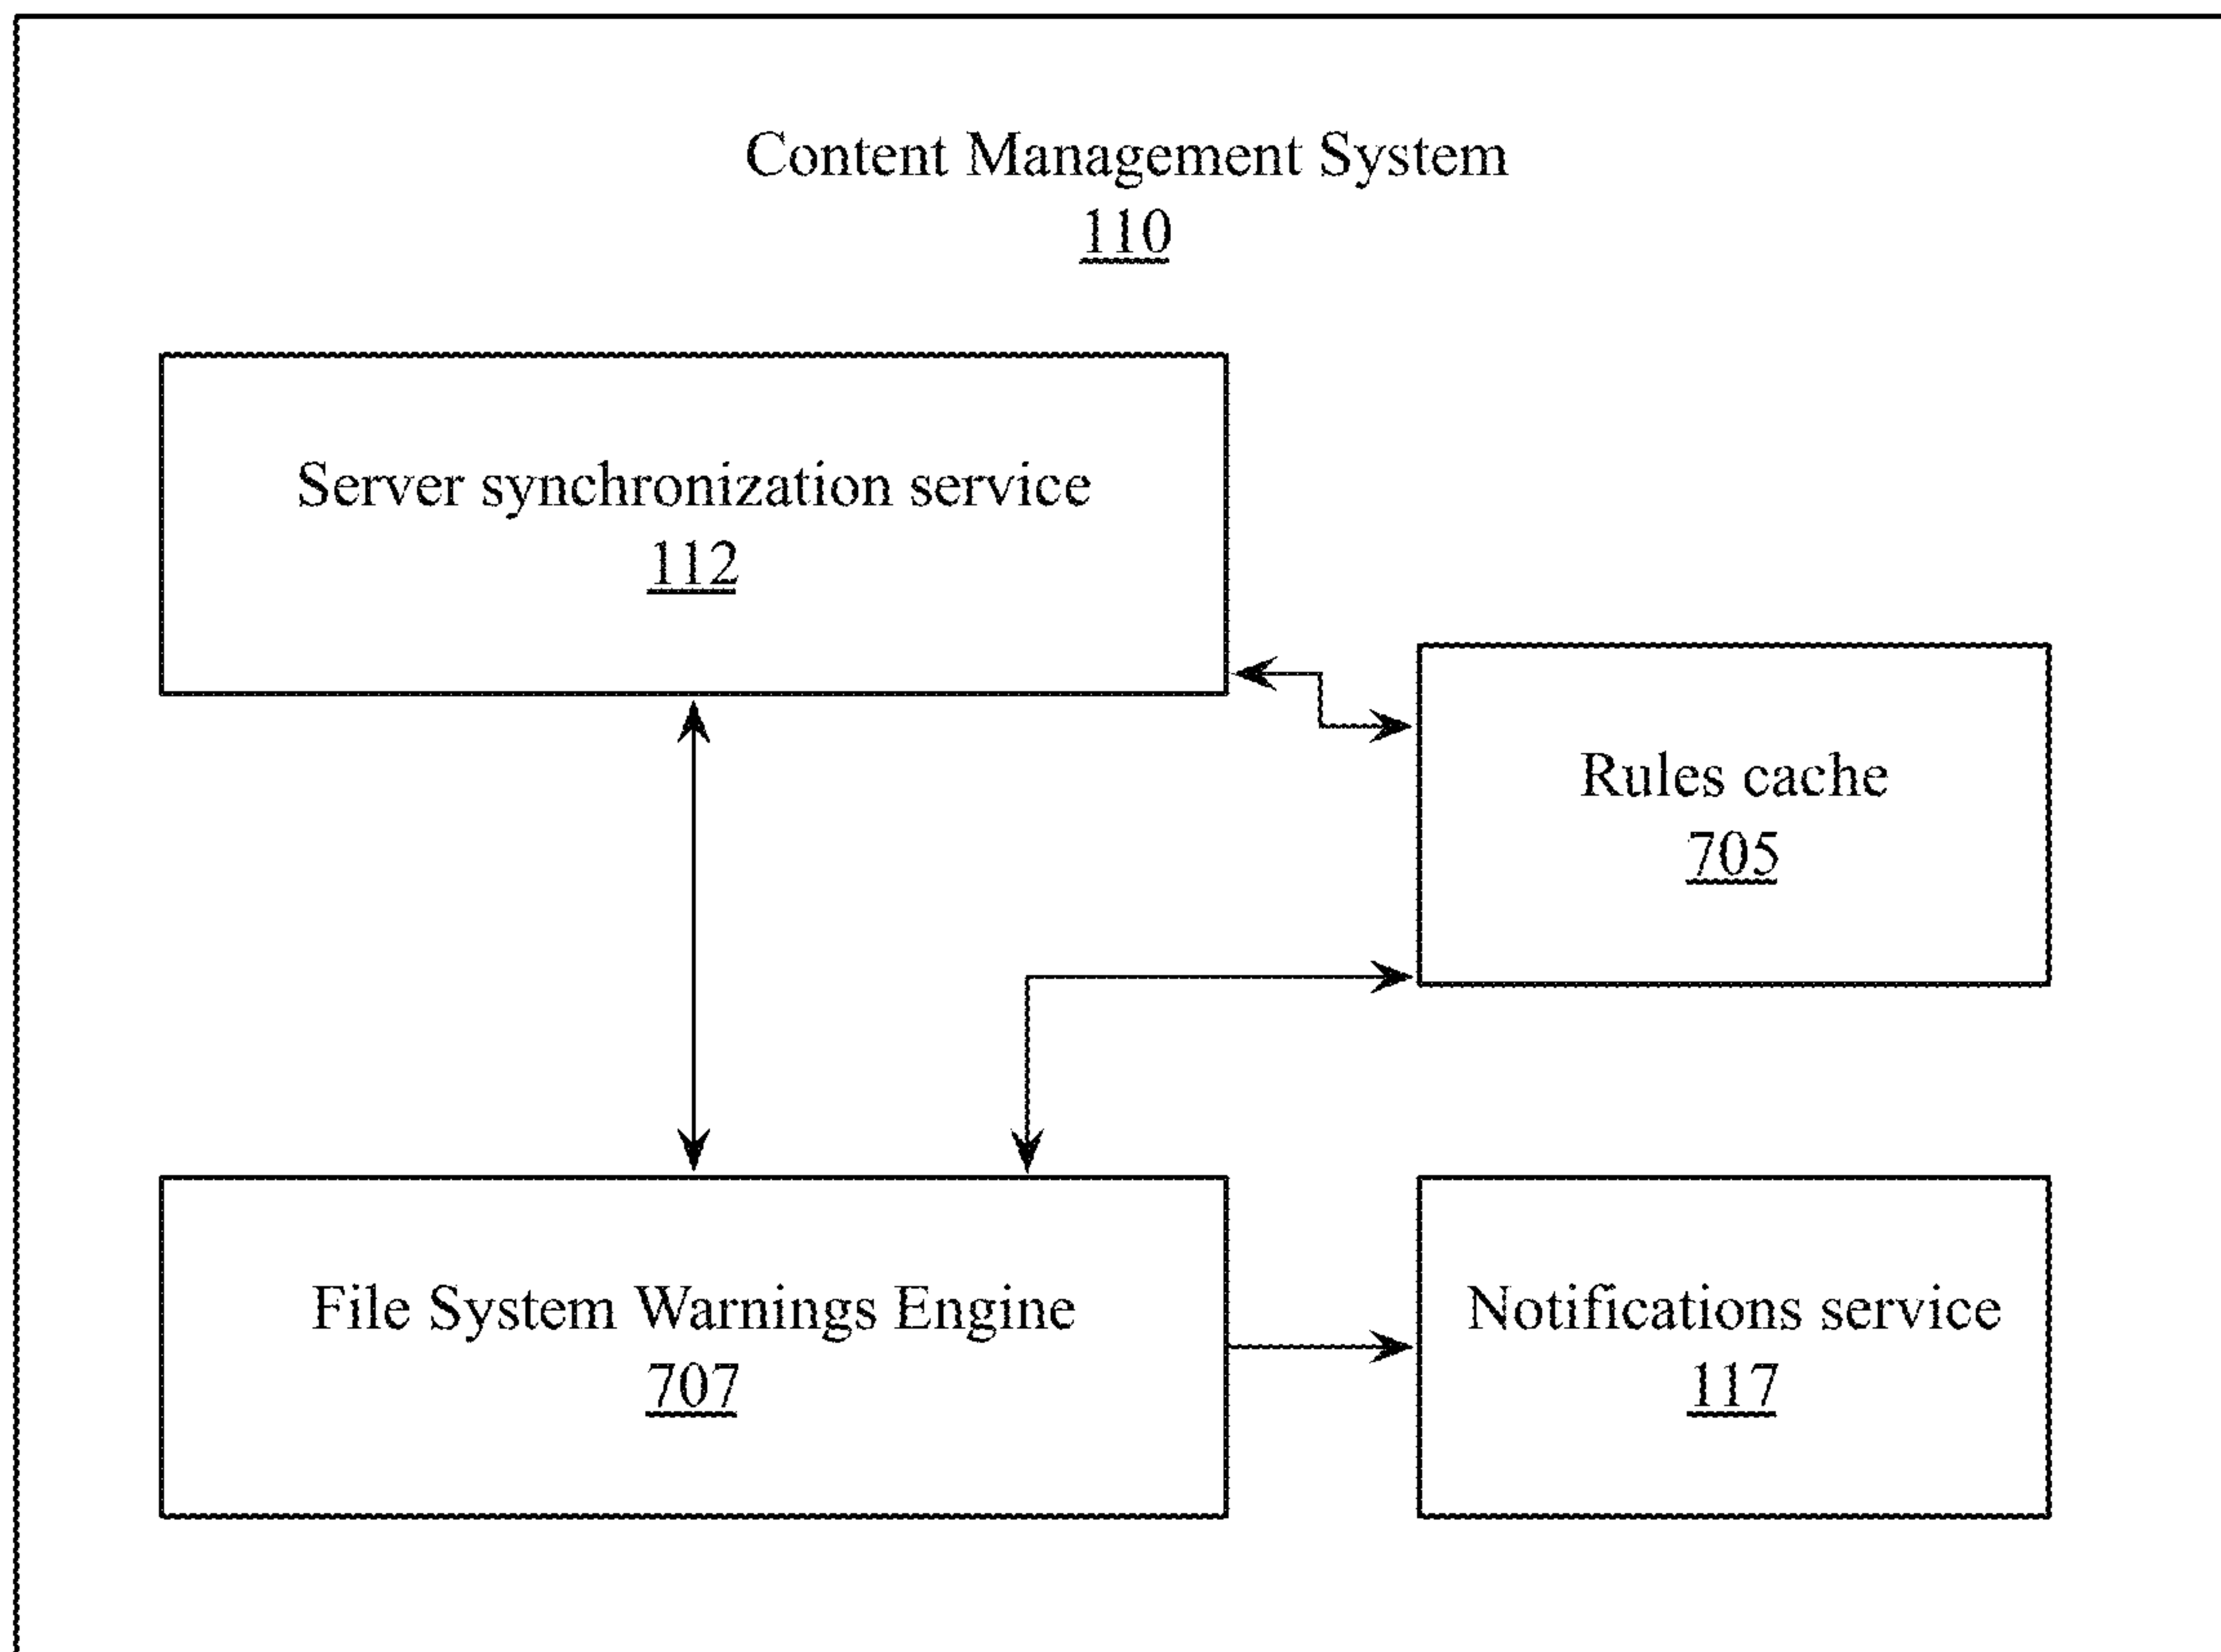 Content Management System
110
Server synchronization service
112
Rules cache
705
File System Warnings Engine
707
Notifications service
117